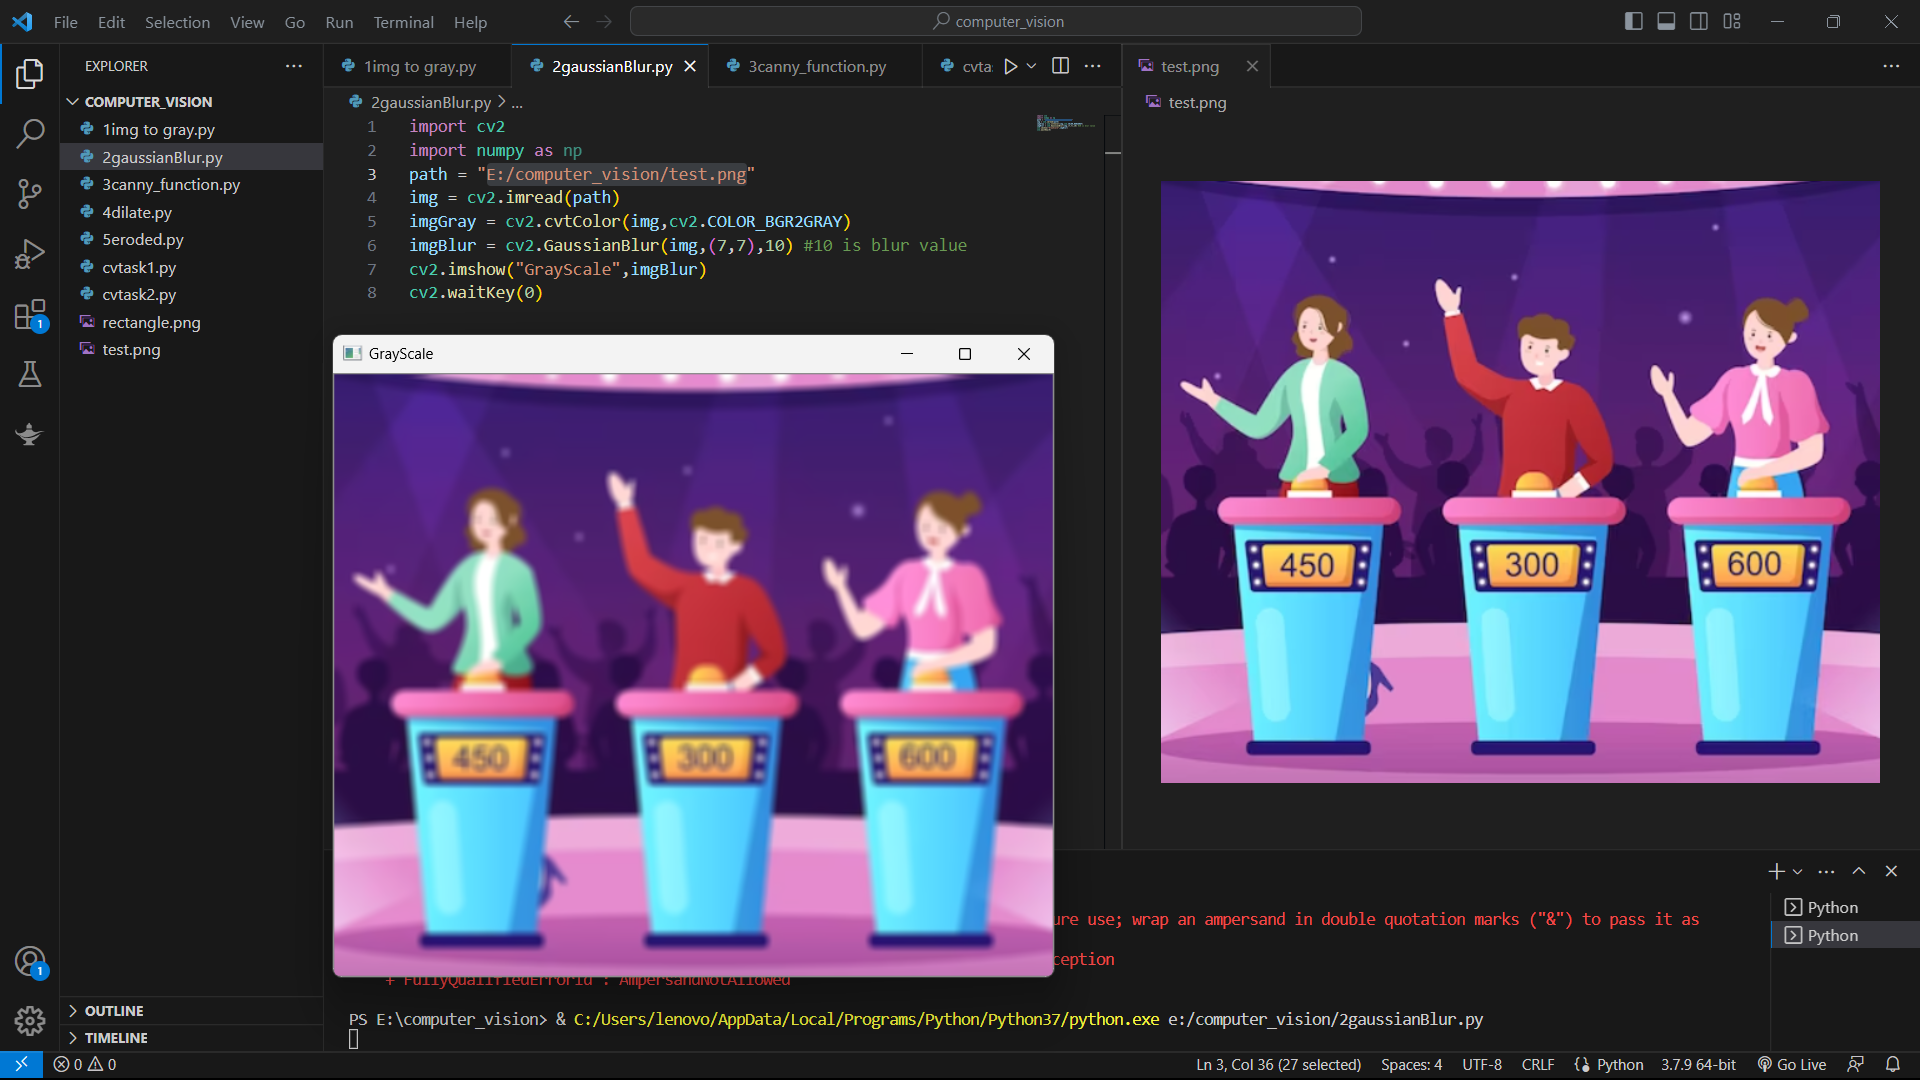 File Edit Selection View Go Run Terminal Help
computer_vision
EXPLORER
COMPUTER_VISION
1img to gray.py
2gaussianBlur.py
3canny_function.py
4dilate.py
5eroded.py
cvtask1.py
cvtask2.py
rectangle.png
test.png
1
OUTLINE
TIMELINE
1
1img to gray.py 2gaussianBlur.py 3canny_function.py cvta
2gaussianBlur.py > ...
1 import cv2
2 import numpy as np
3 path = "E:/computer_vision/test.png"
4 img = cv2.imread(path)
5 imgGray = cv2.cvtColor(img,cv2.COLOR_BGR2GRAY)
6 imgBlur = cv2.GaussianBlur(img,(7,7),10) #10 is blur value
7 cv2.imshow("GrayScale",imgBlur)
8 cv2.waitKey(0)
GrayScale
450 300 600
test.png
test.png
450 300 600
ure use; wrap an ampersand in double quotation marks ("&") to pass it as
ception
+ FullyQualifiedErrorId : AmpersandNotAllowed
PS E:\computer_vision> & C:/Users/lenovo/AppData/Local/Programs/Python/Python37/python.exe e:/computer_vision/2gaussianBlur.py
Python
Python
0 0
Ln 3, Col 36 (27 selected) Spaces: 4 UTF-8 CRLF Python 3.7.9 64-bit Go Live